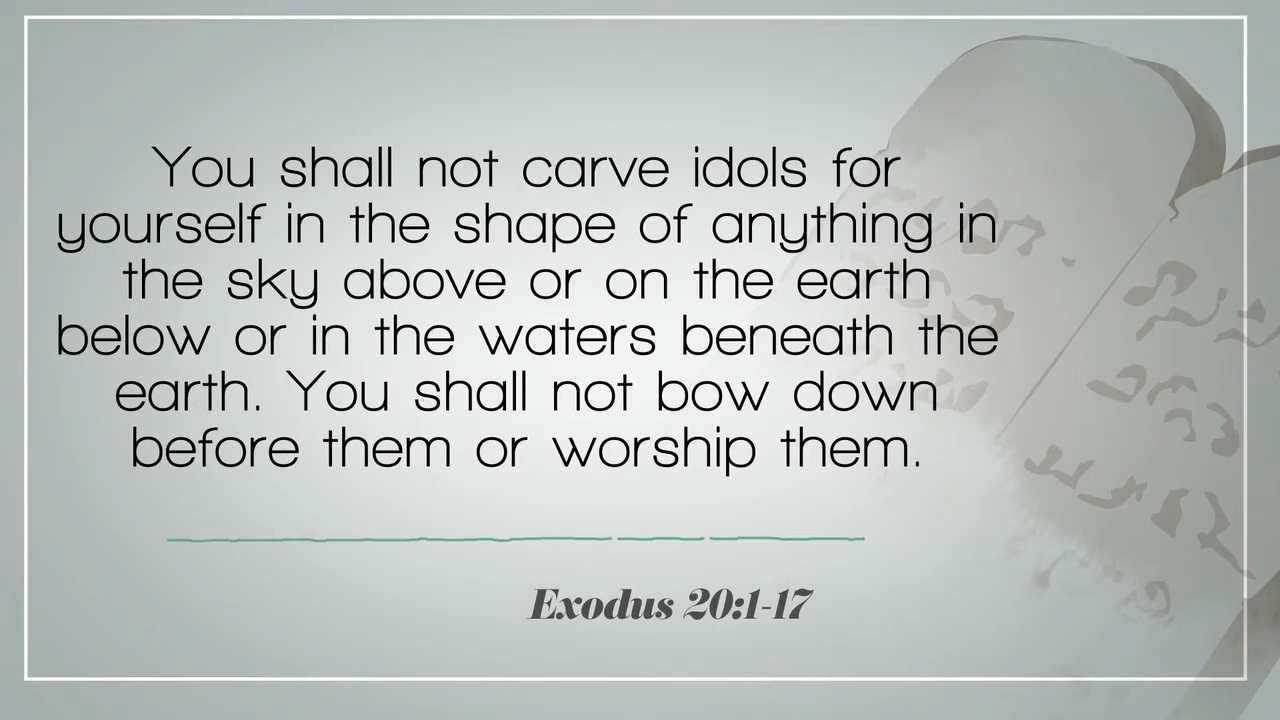 You shall not carve idols for
yourself in the shape of anything in
the sky above or on the earth
below or in the waters beneath the
earth. You shall not bow down
before them or worship them.
Exodus 20:1-17